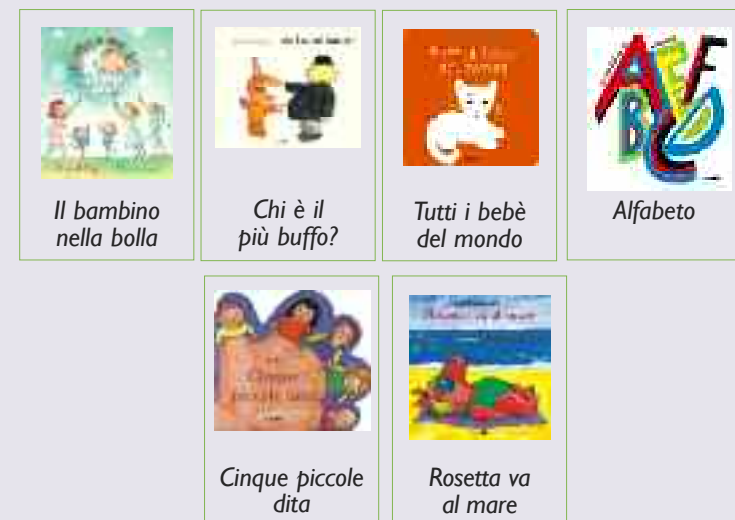 Il bambino
nella bolla
Chi è il
più buffo?
Tutti i bebè
del mondo
Alfabeto
Cinque piccole
dita
Rosetta va
al mare